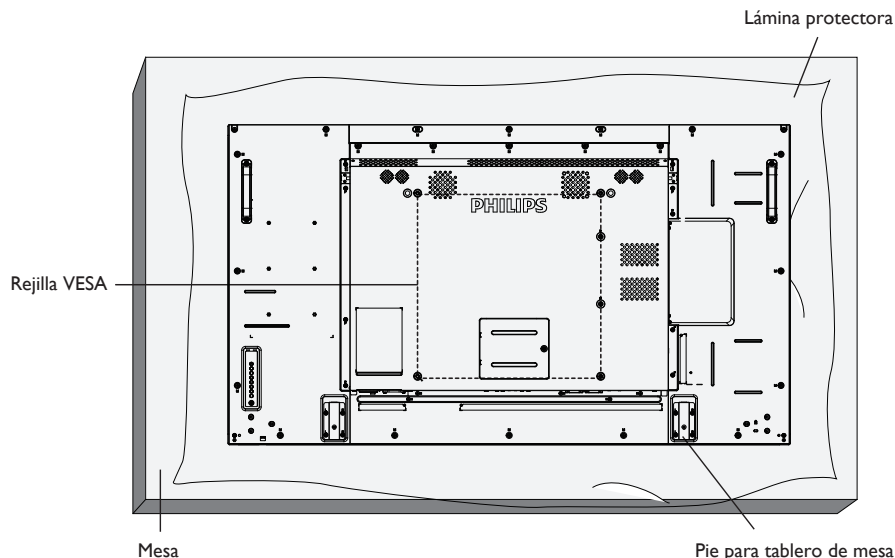 Lámina protectora
PHILIPS
Rejilla VESA
Mesa
Pie para tablero de mesa